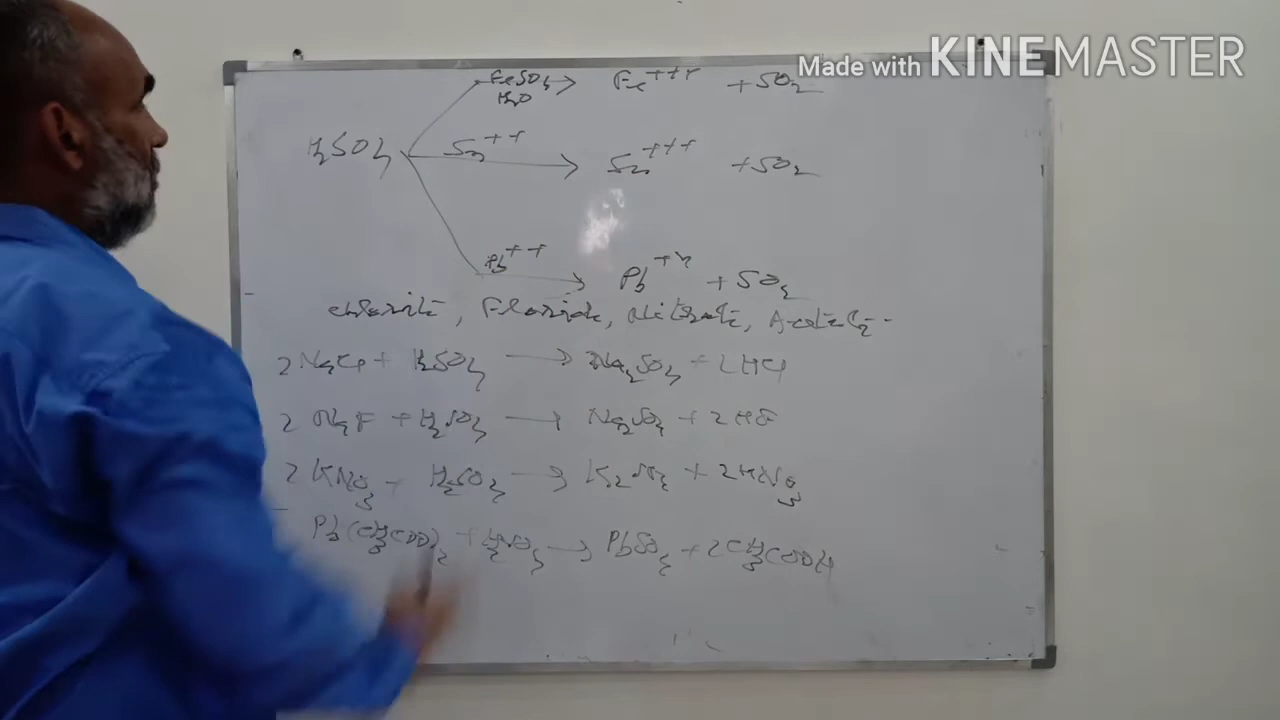 Made with KINEMASTER
FeSO4 → Fe+++ + SO2
H2O
H2SO4 Sn++ → Sn+++ + SO2
Pb++ → Pb+4 + SO2
chloride, Fluoride, Nitrate, Acetate
2NaCl + H2SO4 → Na2SO4 + 2HCl
2NaF + H2SO4 → Na2SO4 + 2HF
2KNO3 + H2SO4 → K2SO4 + 2HNO3
Pb(CH3COO)2 + H2SO4 → PbSO4 + 2CH3COOH